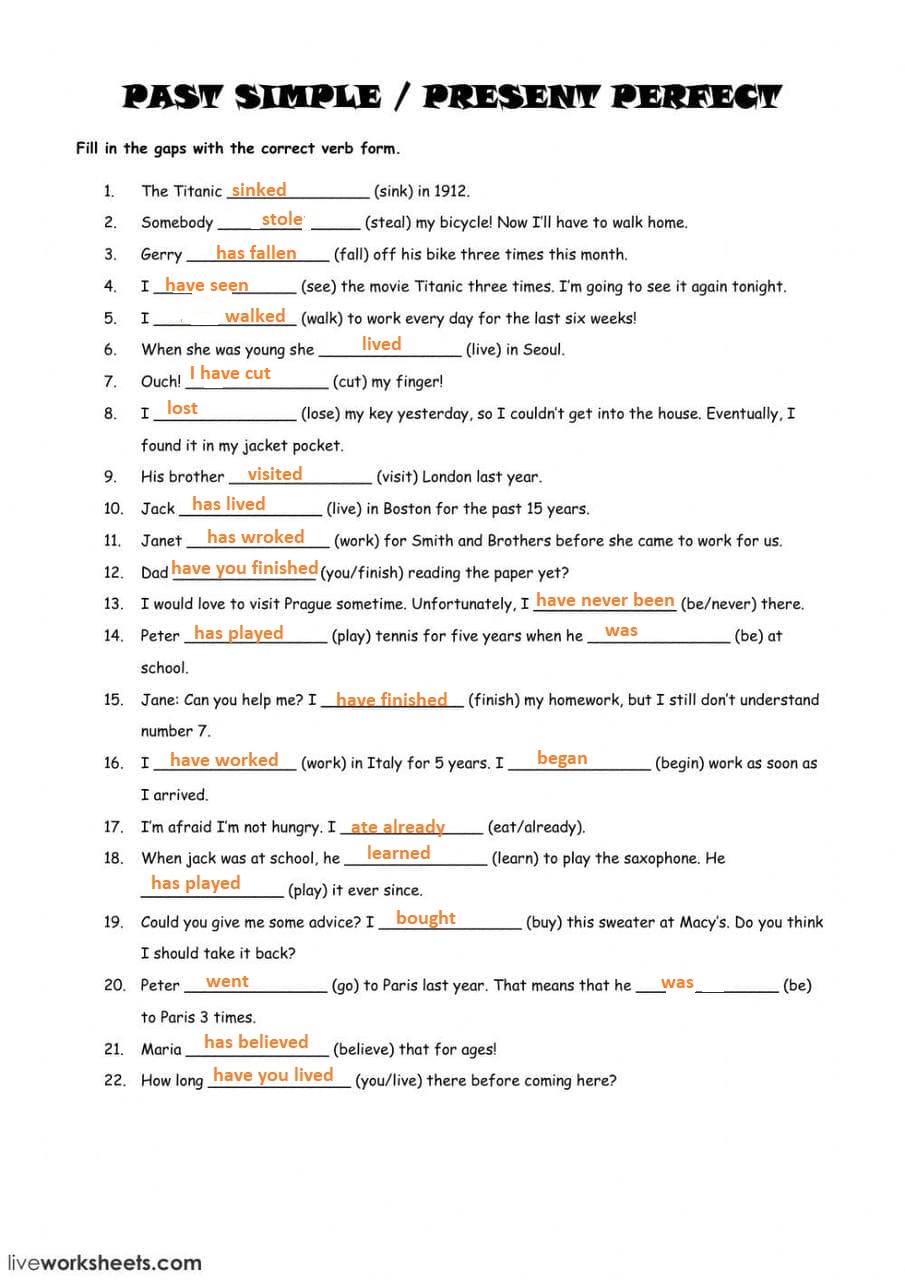 PAST SIMPLE / PRESENT PERFECT
Fill in the gaps with the correct verb form.
1. The Titanic sinked (sink) in 1912.
2. Somebody stole (steal) my bicycle! Now I'll have to walk home.
3. Gerry has fallen (fall) off his bike three times this month.
4. I have seen (see) the movie Titanic three times. I'm going to see it again tonight.
5. I walked (walk) to work every day for the last six weeks!
6. When she was young she lived (live) in Seoul.
7. Ouch! I have cut (cut) my finger!
8. I lost (lose) my key yesterday, so I couldn't get into the house. Eventually, I
found it in my jacket pocket.
9. His brother visited (visit) London last year.
10. Jack has lived (live) in Boston for the past 15 years.
11. Janet has wroked (work) for Smith and Brothers before she came to work for us.
12. Dad have you finished (you/finish) reading the paper yet?
13. I would love to visit Prague sometime. Unfortunately, I have never been (be/never) there.
14. Peter has played (play) tennis for five years when he was (be) at
school.
15. Jane: Can you help me? I have finished (finish) my homework, but I still don't understand
number 7.
16. I have worked (work) in Italy for 5 years. I began (begin) work as soon as
I arrived.
17. I'm afraid I'm not hungry. I ate already (eat/already).
18. When jack was at school, he learned (learn) to play the saxophone. He
has played (play) it ever since.
19. Could you give me some advice? I bought (buy) this sweater at Macy's. Do you think
I should take it back?
20. Peter went (go) to Paris last year. That means that he was (be)
to Paris 3 times.
21. Maria has believed (believe) that for ages!
22. How long have you lived (you/live) there before coming here?
liveworksheets.com